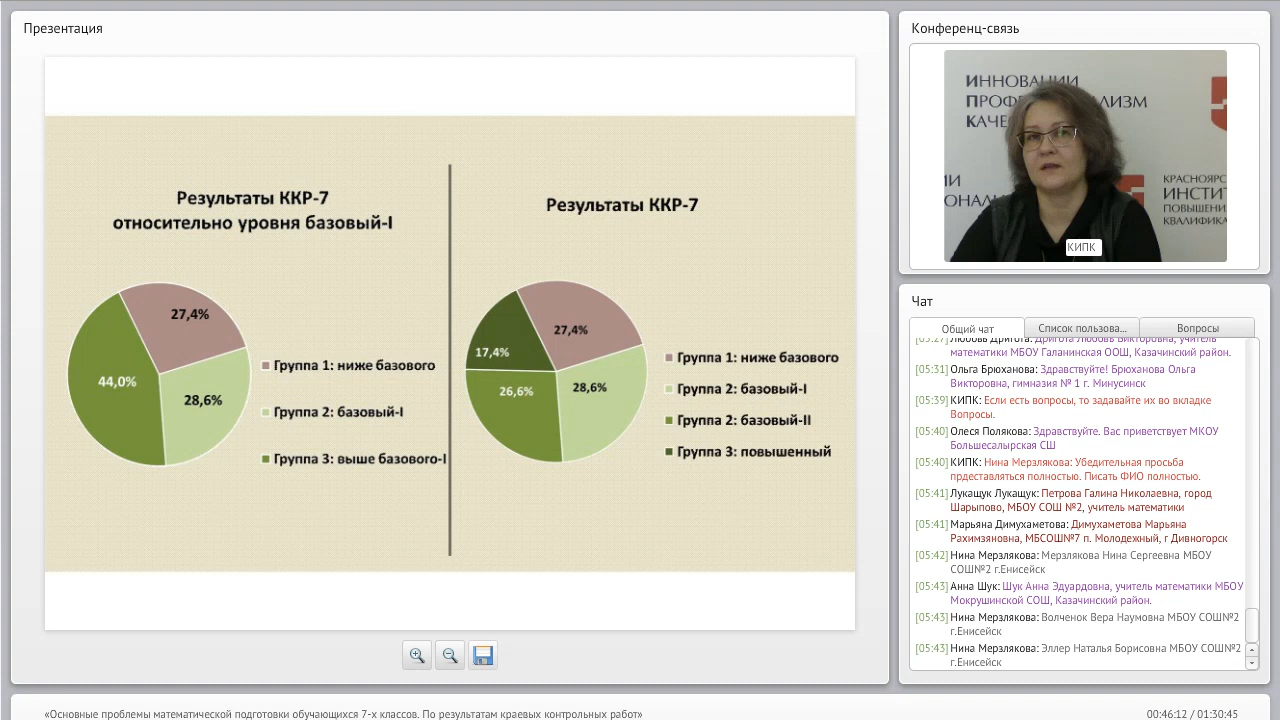 Презентация
Результаты ККР-7
относительно уровня базовый-I
27,4%
44,0%
28,6%
Группа 1: ниже базового
Группа 2: базовый-I
Группа 3: выше базового-I
Результаты ККР-7
27,4%
17,4%
26,6%
28,6%
Группа 1: ниже базового
Группа 2: базовый-I
Группа 2: базовый-II
Группа 3: повышенный
Конференц-связь
ИННОВАЦИИ
КРАСНОЯРС
ИНСТИТ
ПОВЫШЕНИ
КВАЛИФИКА
КИПК
Чат
Общий чат
Список пользова...
Вопросы
[05:27] Любовь Дригота: Дригота Любовь Викторовна, учитель
математики МБОУ Галанинская ООШ, Казачинский район.
[05:31] Ольга Брюханова: Здравствуйте! Брюханова Ольга
Викторовна, гимназия № 1 г. Минусинск
[05:39] КИПК: Если есть вопросы, то задавайте их во вкладке
Вопросы.
[05:40] Олеся Полякова: Здравствуйте. Вас приветствует МКОУ
Большесалырская СШ
[05:40] КИПК: Нина Мерзлякова: Убедительная просьба
прдеставляться полностью. Писать ФИО полностью.
[05:41] Лукащук Лукащук: Петрова Галина Николаевна, город
Шарыпово, МБОУ СОШ №2, учитель математики
[05:41] Марьяна Димухаметова: Димухаметова Марьяна
Рахимзяновна, МБСОШ№7 п. Молодежный, г Дивногорск
[05:42] Нина Мерзлякова: Мерзлякова Нина Сергеевна МБОУ
СОШ№2 г.Енисейск
[05:43] Анна Шук: Шук Анна Эдуардовна, учитель математики МБОУ
Мокрушинской СОШ, Казачинский район.
[05:43] Нина Мерзлякова: Волченок Вера Наумовна МБОУ СОШ№2
г.Енисейск
[05:43] Нина Мерзлякова: Эллер Наталья Борисовна МБОУ СОШ№2
г.Енисейск
«Основные проблемы математической подготовки обучающихся 7-х классов. По результатам краевых контрольных работ»
00:46:12 / 01:30:45